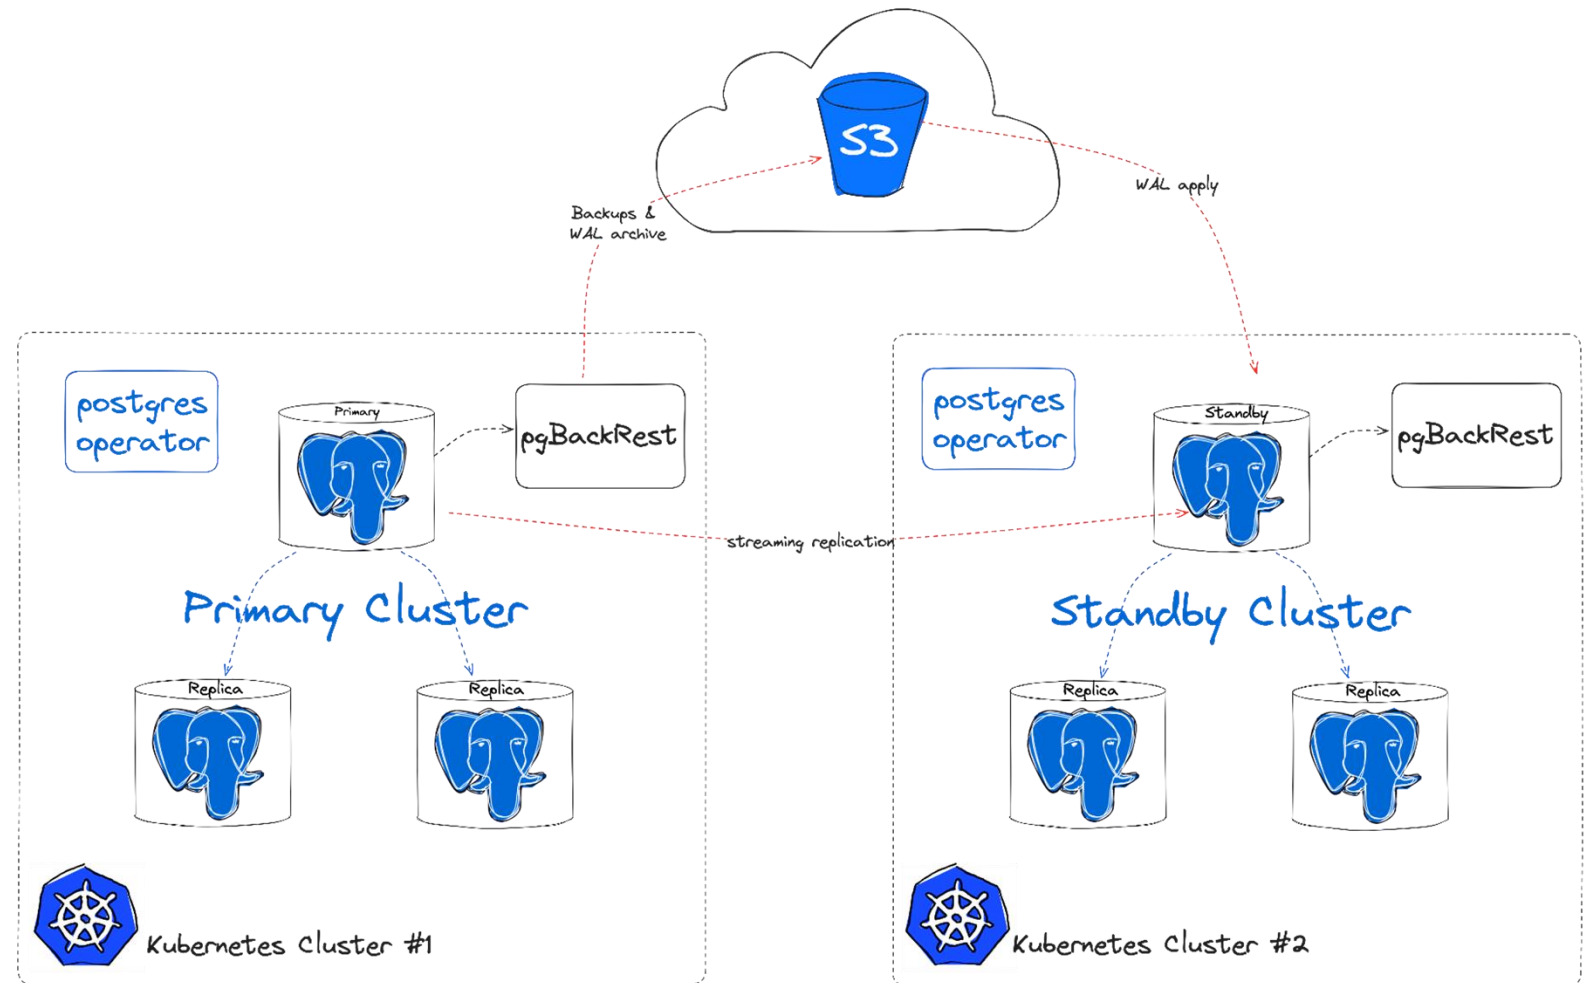 S3
WAL apply
Backups &
WAL archive
postgres
operator
Primary
pgBackRest
postgres
operator
Standby
pgBackRest
streaming replication
Primary Cluster
Standby Cluster
Replica
Replica
Replica
Replica
Kubernetes Cluster #1
Kubernetes Cluster #2